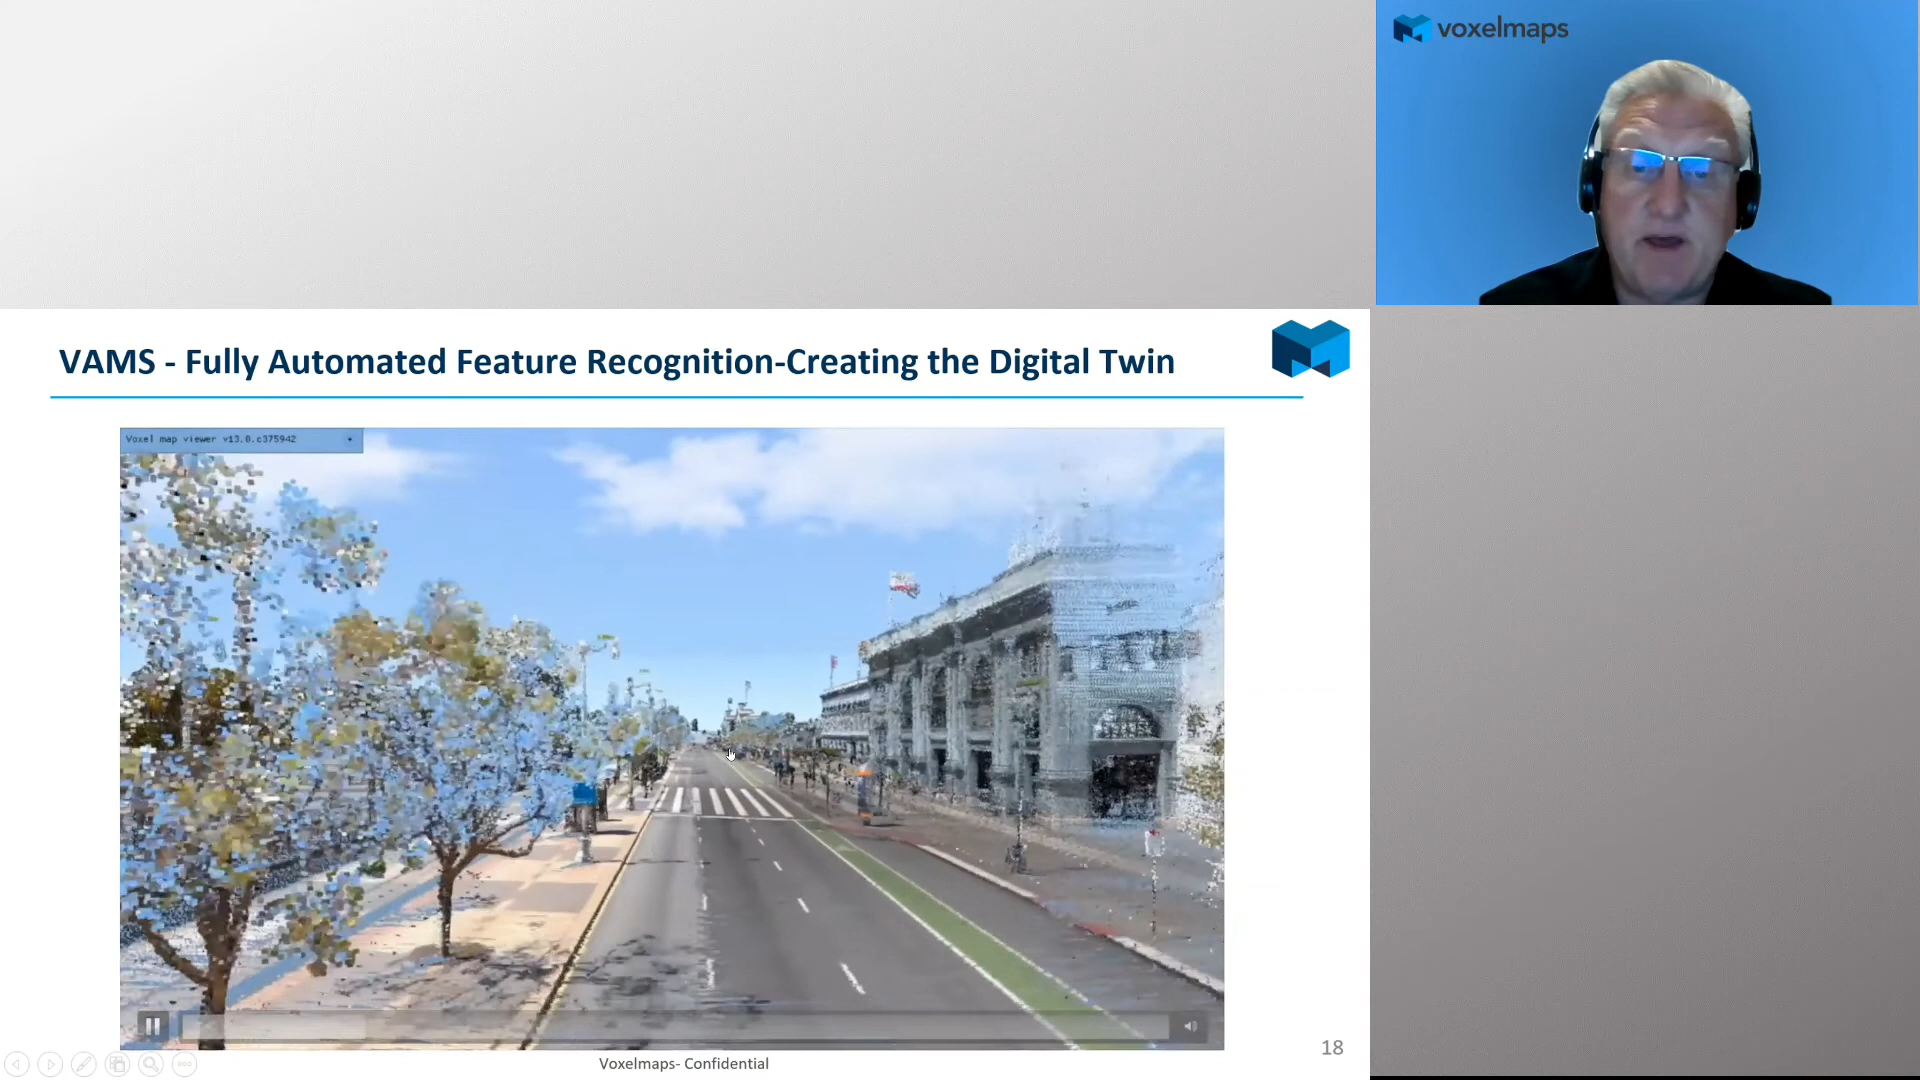 voxelmaps
VAMS - Fully Automated Feature Recognition-Creating the Digital Twin
Voxel map viewer v13.0.c375942
18
Voxelmaps- Confidential